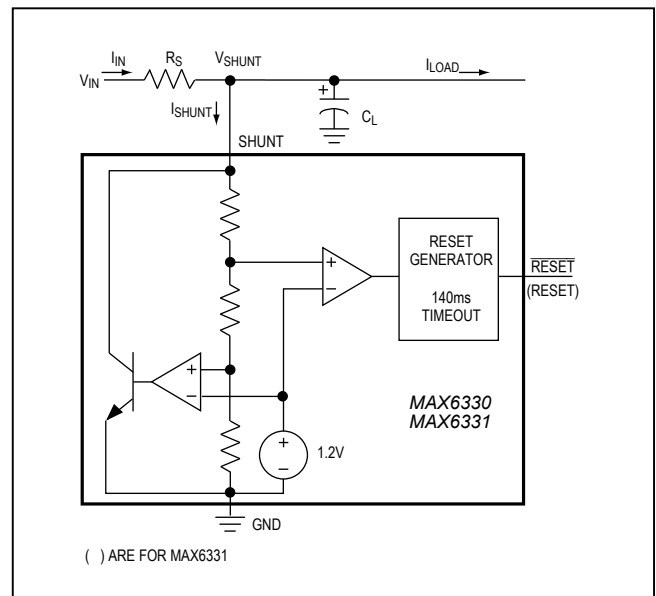 I_IN R_S V_SHUNT I_LOAD
V_IN
I_SHUNT + C_L
SHUNT
RESET
GENERATOR
140ms
TIMEOUT
+
−
R̅E̅S̅E̅T̅
(RESET)
+
−
MAX6330
MAX6331
+
−
1.2V
GND
( ) ARE FOR MAX6331